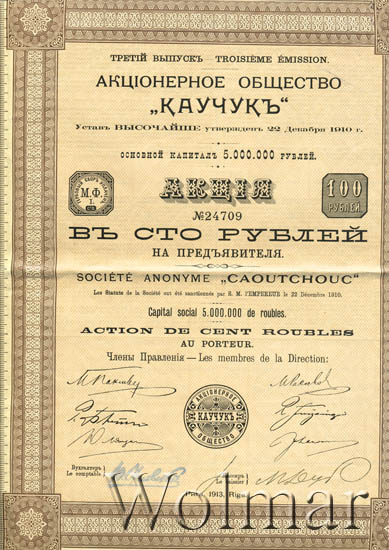 ТРЕТІЙ ВЫПУСКЪ TROISIÈME ÉMISSION.
АКЦІОНЕРНОЕ ОБЩЕСТВО
„КАУЧУКЪ“
Уставъ ВЫСОЧАЙШЕ утвержденъ 22 Декабря 1910 г.
ОСНОВНОЙ КАПИТАЛЪ 5.000.000 РУБЛЕЙ.
М.Ф.
I.
АКЦІЯ
100
РУБЛЕЙ
№24709
ВЪ СТО РУБЛЕЙ
НА ПРЕДЪЯВИТЕЛЯ.
SOCIÉTÉ ANONYME „CAOUTCHOUC“
Les Statuts de la Société ont été sanctionnés par S. M. l'EMPEREUR le 22 Décembre 1910.
Capital social 5.000.000 de roubles.
ACTION DE CENT ROUBLES
AU PORTEUR.
Члены Правленія — Les membres de la Direction:
АКЦІОНЕРНОЕ
КАУЧУКЪ
ОБЩЕСТВО
Бухгалтеръ
Le comptable
1913.
Wolmar